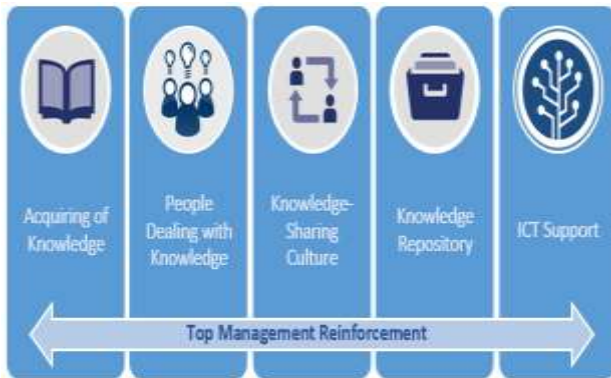 Acquiring of
Knowledge
People
Dealing with
Knowledge
Knowledge-
Sharing
Culture
Knowledge
Repository
ICT Support
Top Management Reinforcement